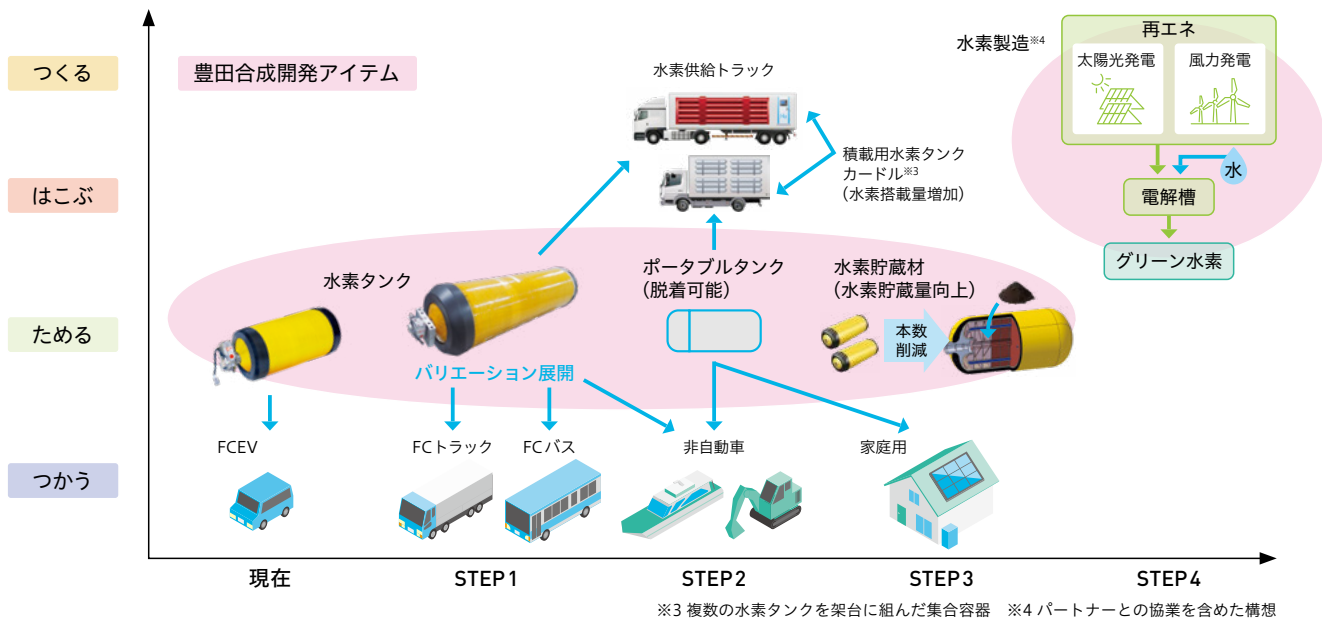 つくる
はこぶ
ためる
つかう
豊田合成開発アイテム
水素供給トラック
積載用水素タンク
カードル※3
(水素搭載量増加)
水素製造※4
再エネ
太陽光発電
風力発電
水
電解槽
グリーン水素
水素タンク
バリエーション展開
ポータブルタンク
(脱着可能)
水素貯蔵材
(水素貯蔵量向上)
本数
削減
FCEV
FCトラック
FCバス
非自動車
家庭用
現在
STEP1
STEP2
STEP3
STEP4
※3 複数の水素タンクを架台に組んだ集合容器 ※4 パートナーとの協業を含めた構想